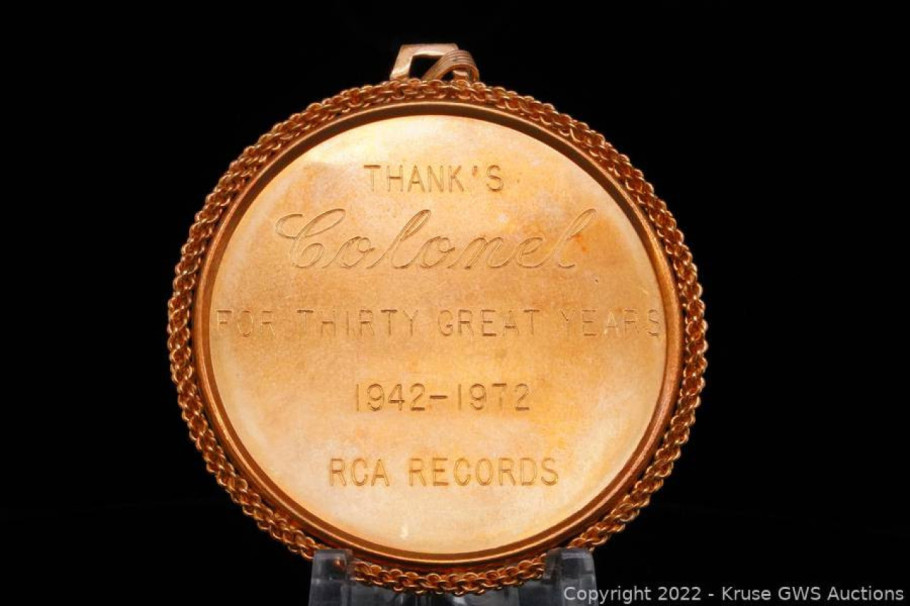 THANK'S
Colonel
FOR THIRTY GREAT YEARS
1942-1972
RCA RECORDS
Copyright 2022 - Kruse GWS Auctions